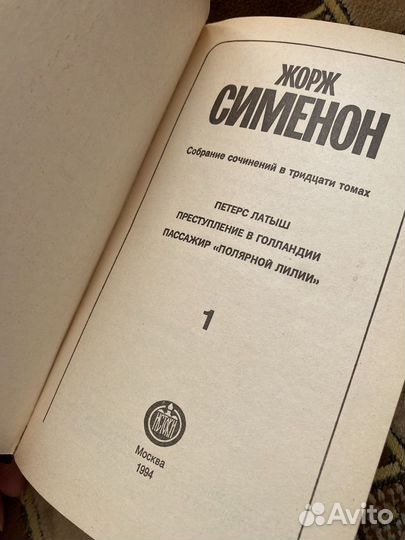 ЖОРЖ
СИМЕНОН
Собрание сочинений в тридцати томах
ПЕТЕРС ЛАТЫШ
ПРЕСТУПЛЕНИЕ В ГОЛЛАНДИИ
ПАССАЖИР «ПОЛЯРНОЙ ЛИЛИИ»
1
Москва
1994
Avito